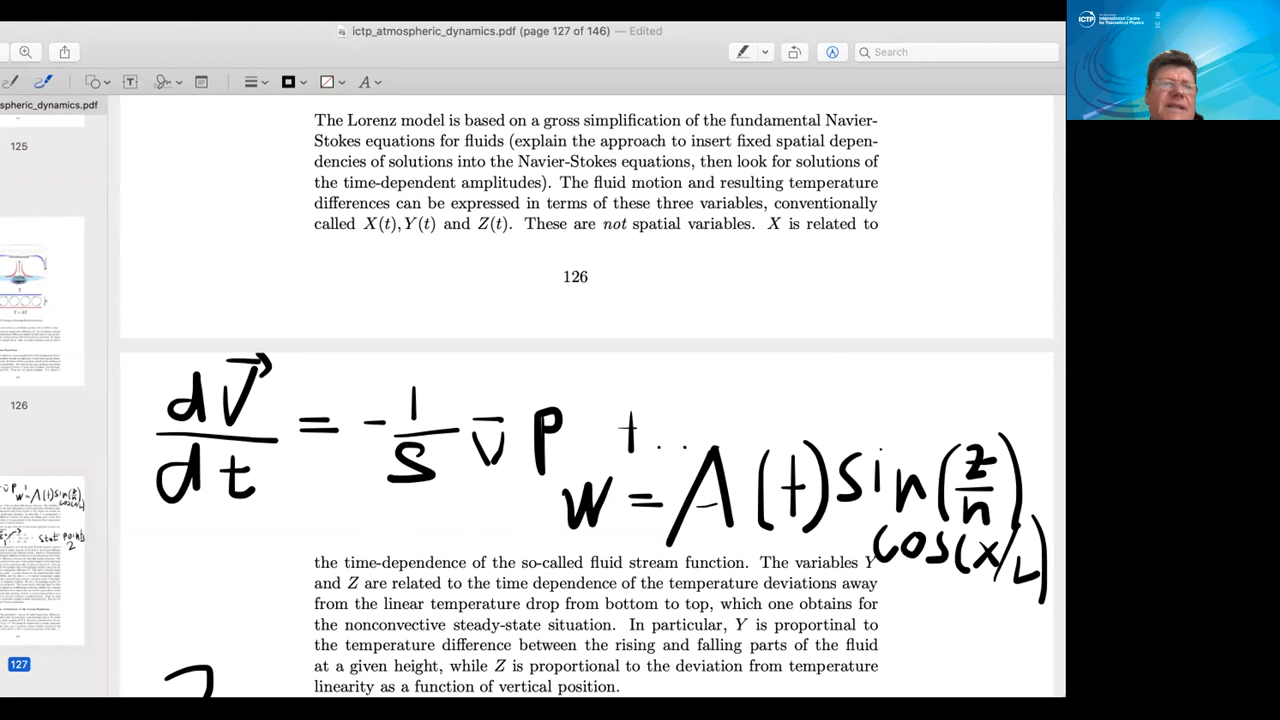 ictp_atmospheric_dynamics.pdf (page 127 of 146) — Edited
Search
spheric_dynamics.pdf
ICTP International Centre for Theoretical Physics
The Lorenz model is based on a gross simplification of the fundamental Navier-
Stokes equations for fluids (explain the approach to insert fixed spatial depen-
dencies of solutions into the Navier-Stokes equations, then look for solutions of
the time-dependent amplitudes). The fluid motion and resulting temperature
differences can be expressed in terms of these three variables, conventionally
called X(t), Y(t) and Z(t). These are not spatial variables. X is related to
126
dV⃗/dt = - 1/S ∇ p + ...
w = A(t) sin(z/h)
cos(x/L)
the time-dependence of the so-called fluid stream function. The variables Y
and Z are related to the time dependence of the temperature deviations away
from the linear temperature drop from bottom to top, which one obtains for
the nonconvective steady-state situation. In particular, Y is proportinal to
the temperature difference between the rising and falling parts of the fluid
at a given height, while Z is proportional to the deviation from temperature
linearity as a function of vertical position.
125
126
127